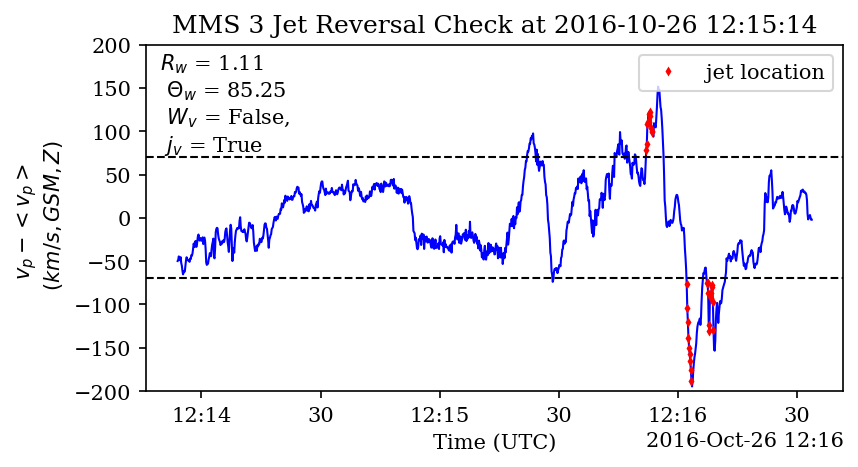 MMS 3 Jet Reversal Check at 2016-10-26 12:15:14
R_w = 1.11
Θ_w = 85.25
W_v = False,
j_v = True
jet location
v_p − < v_p >
(km/s, GSM, Z)
200
150
100
50
0
−50
−100
−150
−200
12:14 30 12:15 30 12:16 30
Time (UTC)
2016-Oct-26 12:16